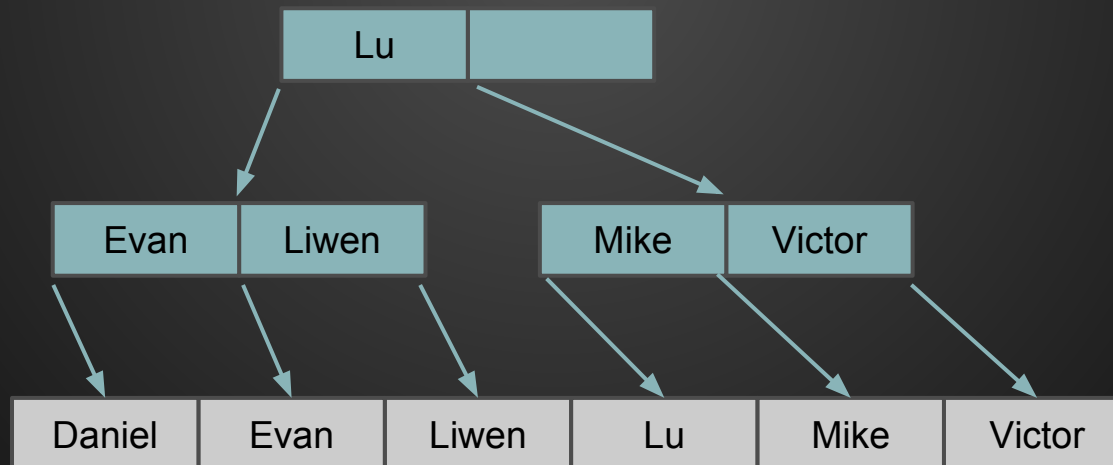 Lu
Evan Liwen Mike Victor
Daniel Evan Liwen Lu Mike Victor